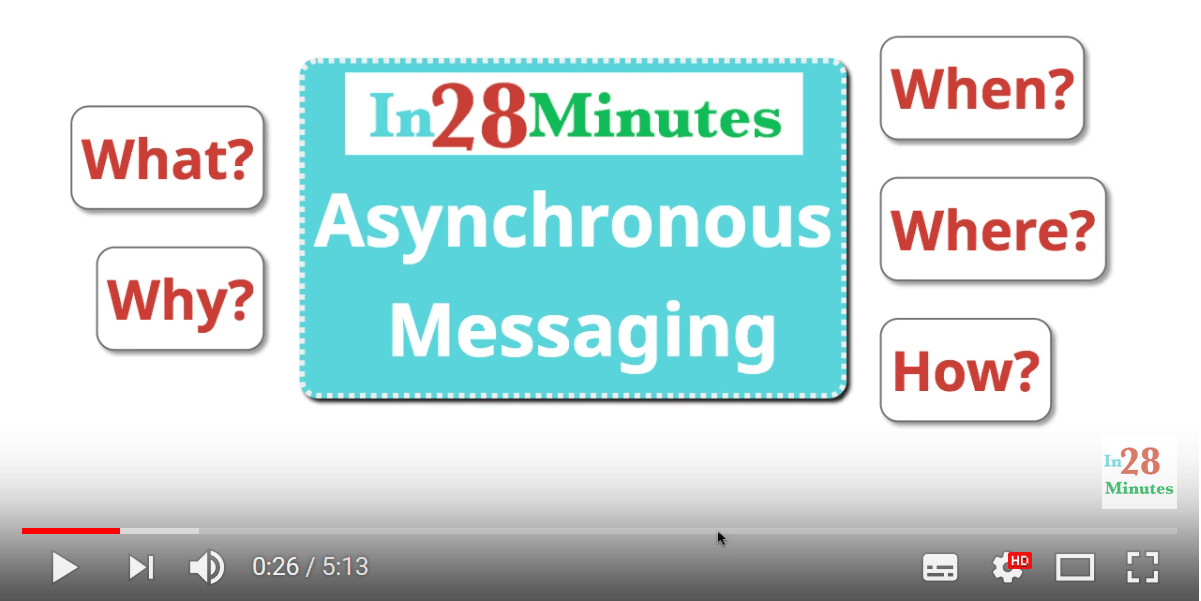 In28Minutes
Asynchronous
Messaging
What?
Why?
When?
Where?
How?
In28
Minutes
0:26 / 5:13
HD